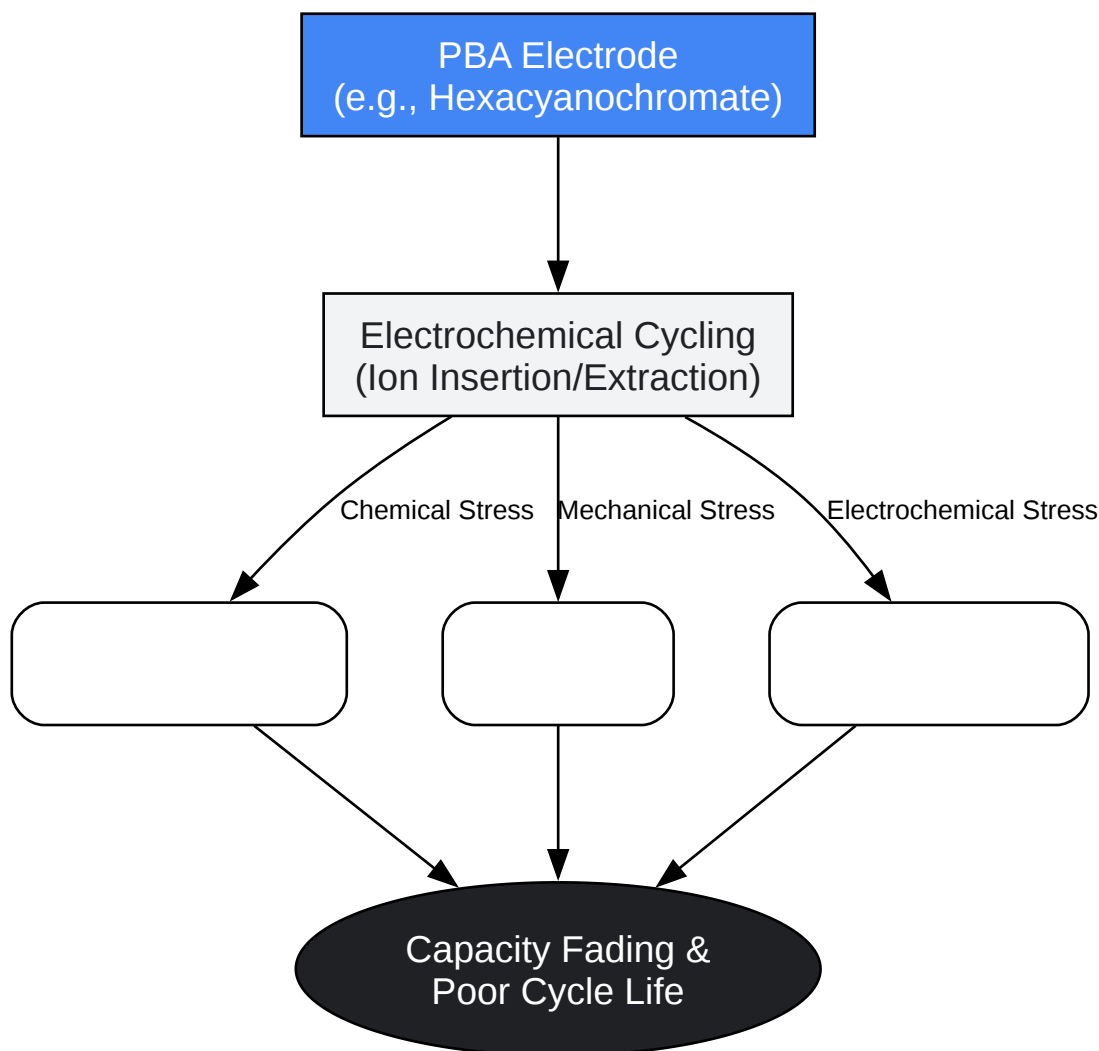 PBA Electrode
(e.g., Hexacyanochromate)
Electrochemical Cycling
(Ion Insertion/Extraction)
Chemical Stress
Mechanical Stress
Electrochemical Stress
Capacity Fading &
Poor Cycle Life